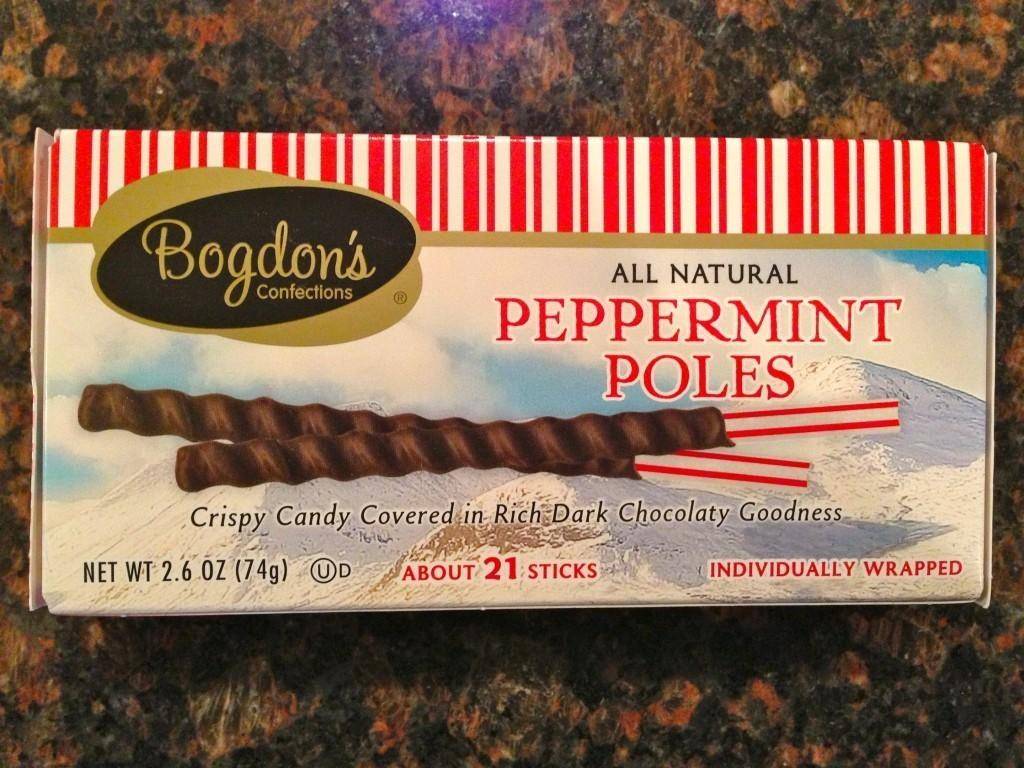 Bogdon's
Confections
®
ALL NATURAL
PEPPERMINT
POLES
Crispy Candy Covered in Rich Dark Chocolaty Goodness
NET WT 2.6 OZ (74g) ⓊD ABOUT 21 STICKS INDIVIDUALLY WRAPPED